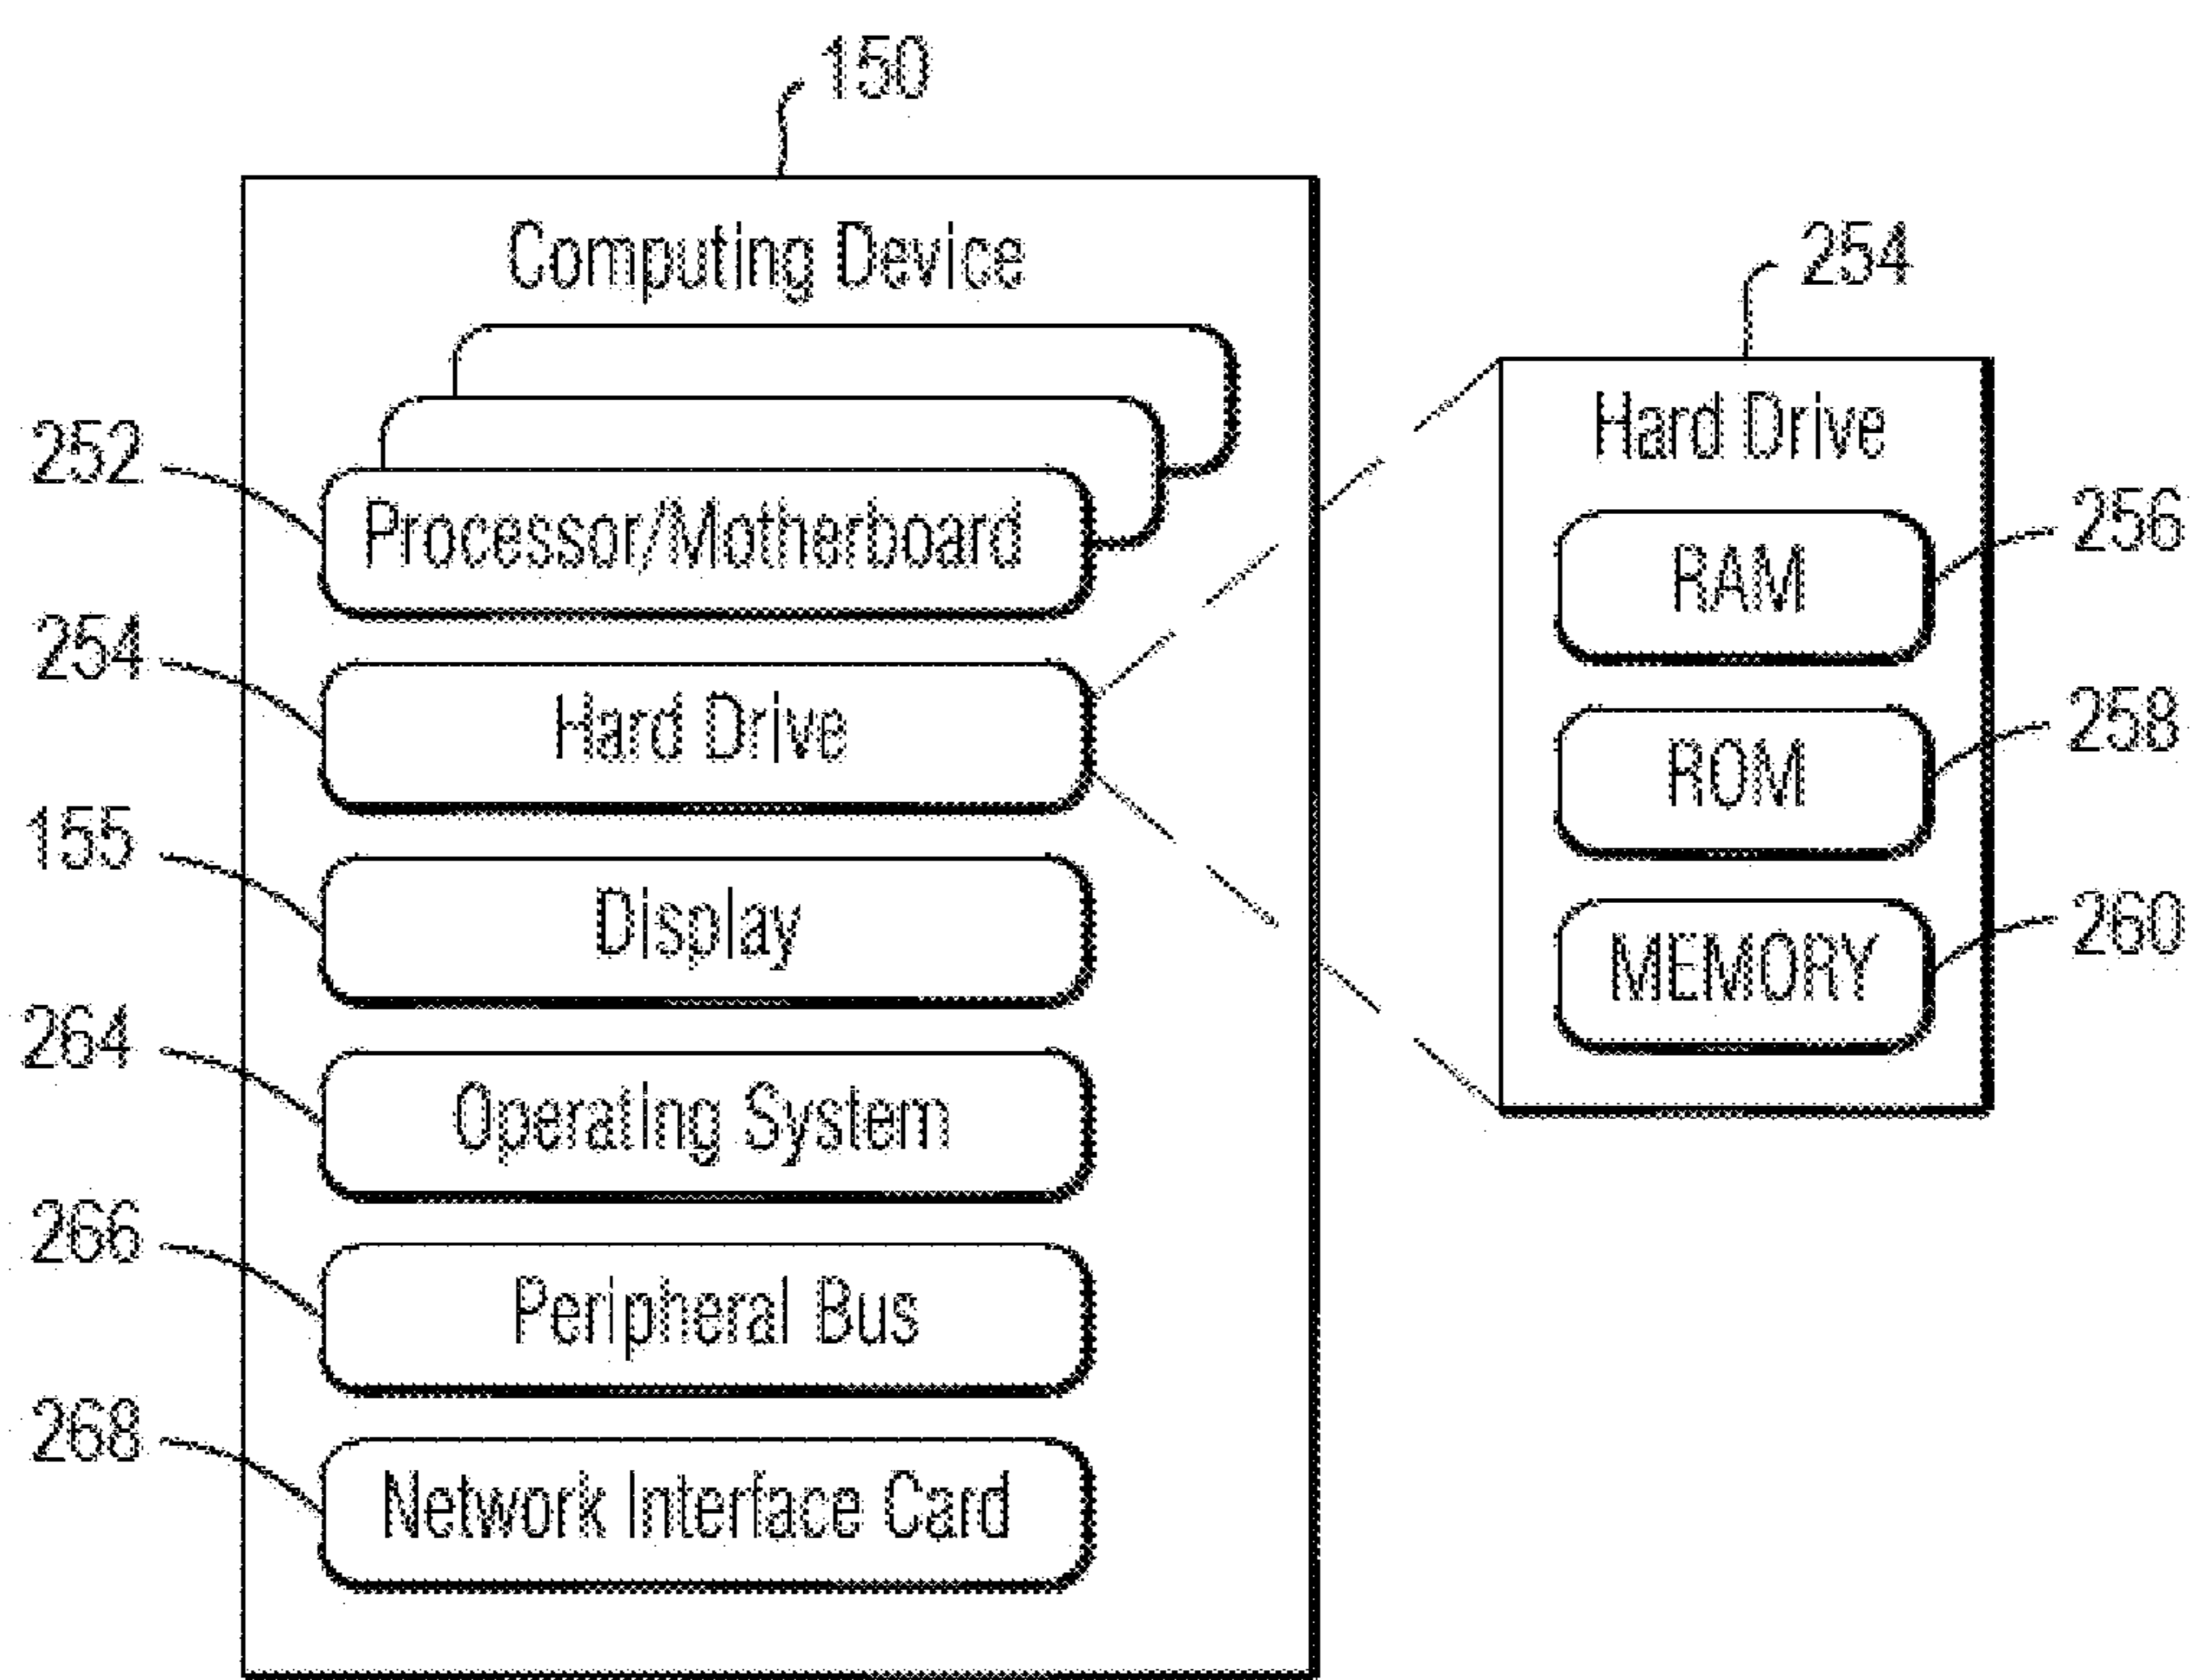 150
Computing Device
252
Processor/Motherboard
254
Hard Drive
155
Display
264
Operating System
266
Peripheral Bus
268
Network Interface Card
254
Hard Drive
RAM
256
ROM
258
MEMORY
260